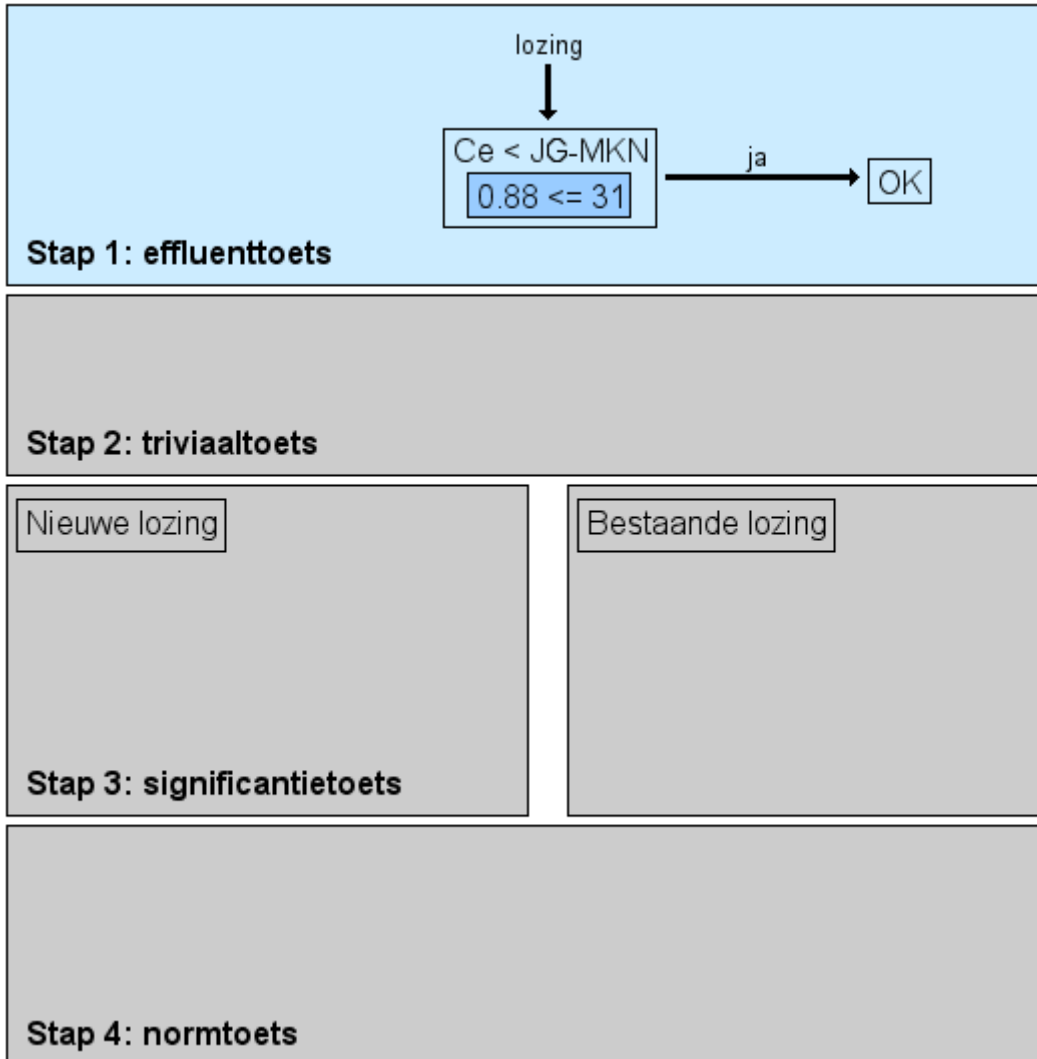 lozing
Ce < JG-MKN
0.88 <= 31
ja
OK
Stap 1: effluenttoets
Stap 2: triviaaltoets
Nieuwe lozing
Bestaande lozing
Stap 3: significantietoets
Stap 4: normtoets